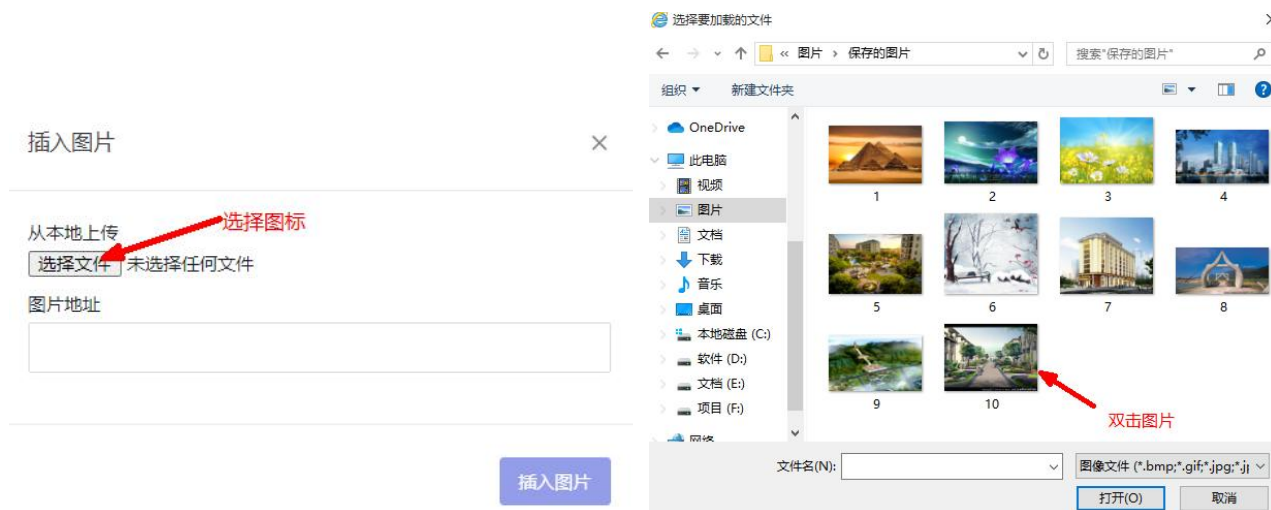 插入图片
选择图标
从本地上传
选择文件 未选择任何文件
图片地址
插入图片
选择要加载的文件
« 图片 › 保存的图片
搜索"保存的图片"
组织 新建文件夹
OneDrive
此电脑
视频
图片
文档
下载
音乐
桌面
本地磁盘 (C:)
软件 (D:)
文档 (E:)
项目 (F:)
网络
1 2 3 4
5 6 7 8
9 10
双击图片
文件名(N): 图像文件 (*.bmp;*.gif;*.jpg;*.j
打开(O) 取消